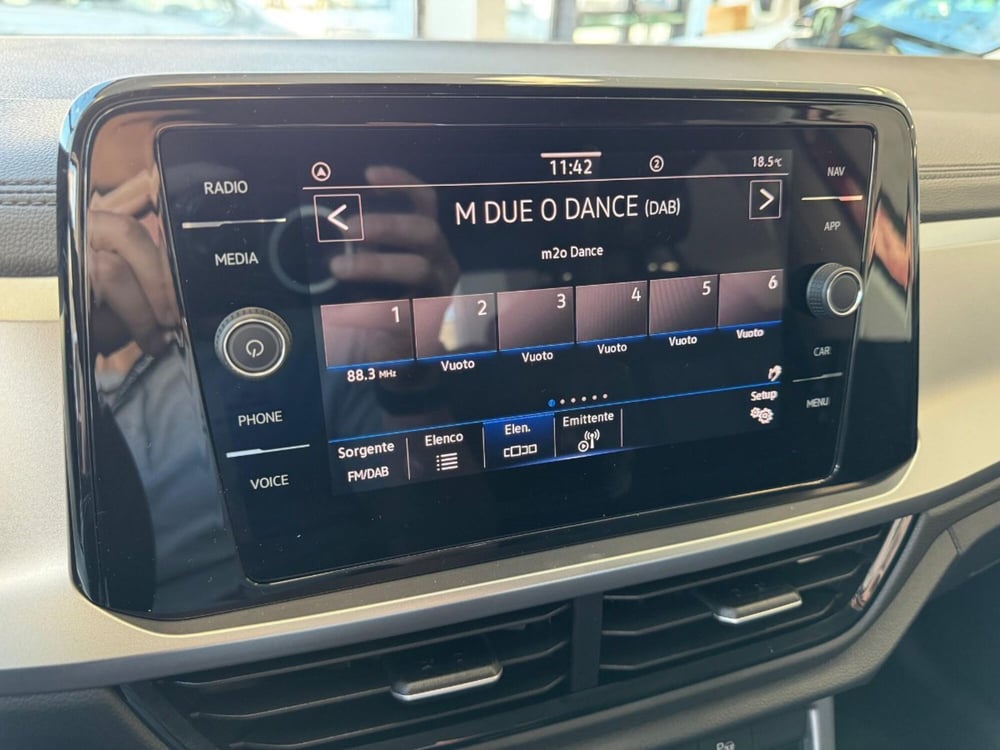 RADIO
MEDIA
PHONE
VOICE
11:42
2
18.5°C
< M DUE O DANCE (DAB) >
m2o Dance
1 2 3 4 5 6
88.3 MHz Vuoto Vuoto Vuoto Vuoto Vuoto
Setup
Sorgente Elenco Elen. Emittente
FM/DAB
NAV
APP
CAR
MENU